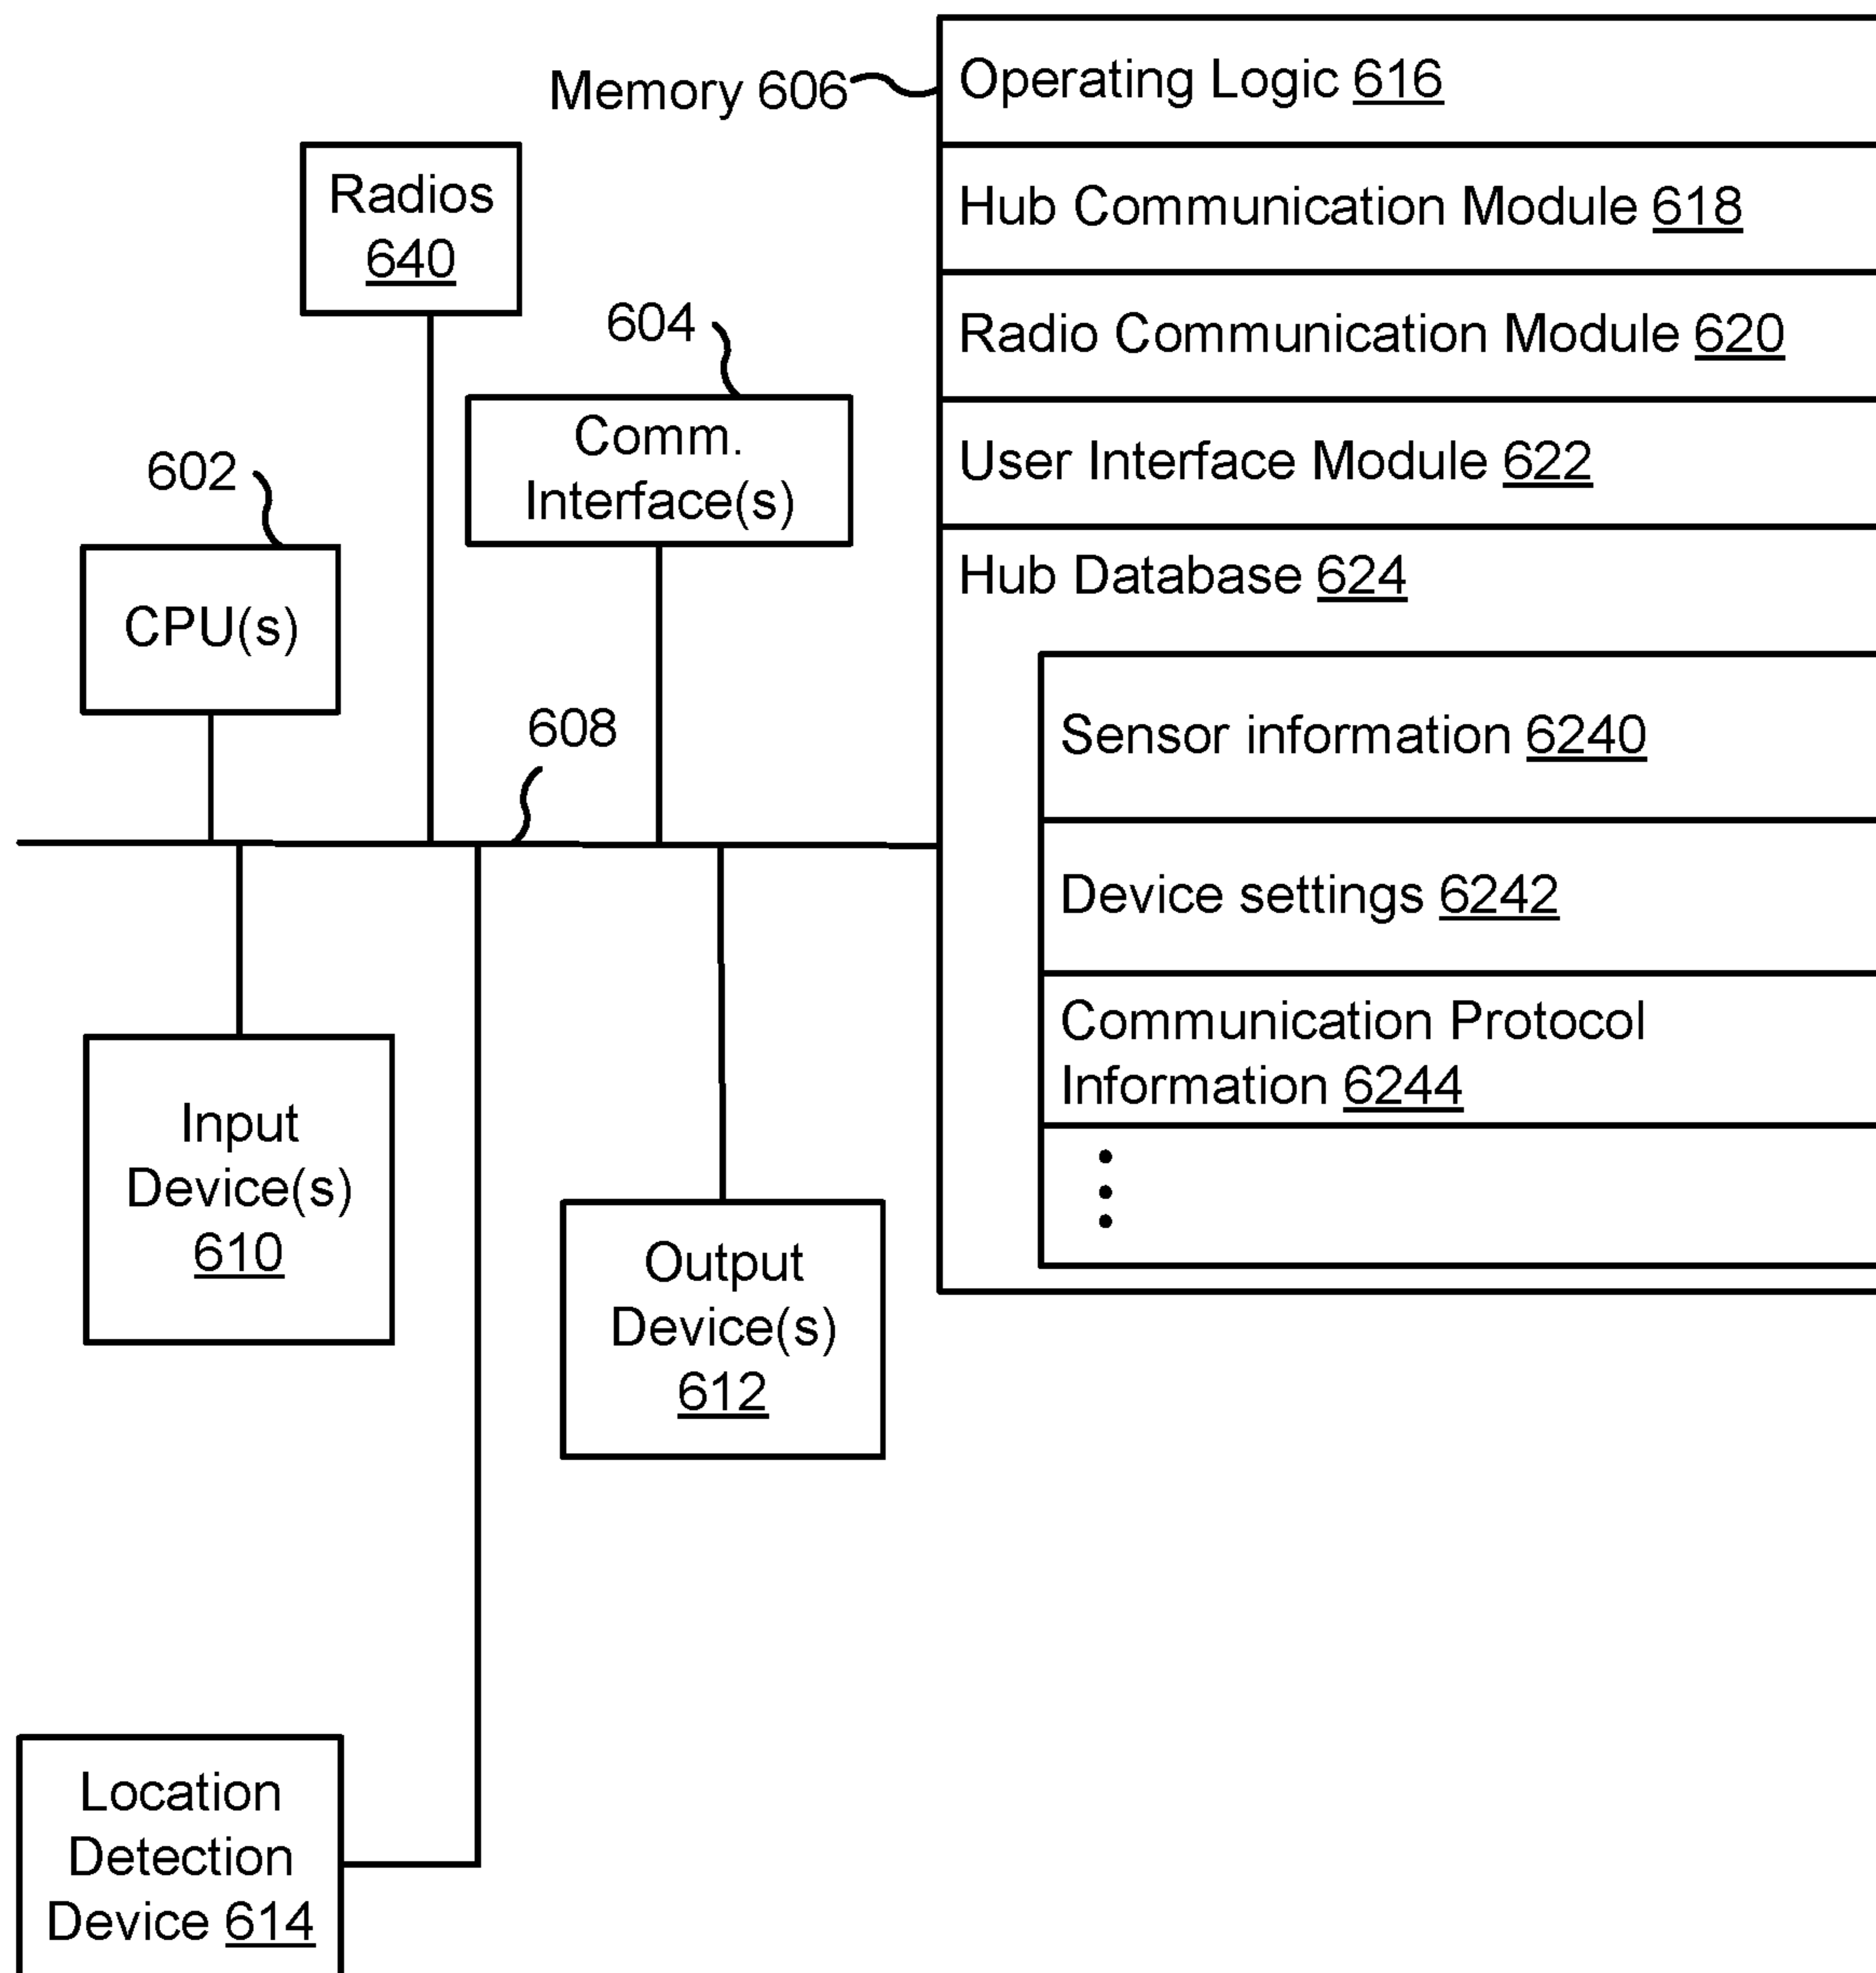 Memory 606
Operating Logic 616
Hub Communication Module 618
Radio Communication Module 620
User Interface Module 622
Hub Database 624
Sensor information 6240
Device settings 6242
Communication Protocol
Information 6244
Radios
640
604
Comm.
Interface(s)
602
CPU(s)
608
Input
Device(s)
610
Output
Device(s)
612
Location
Detection
Device 614